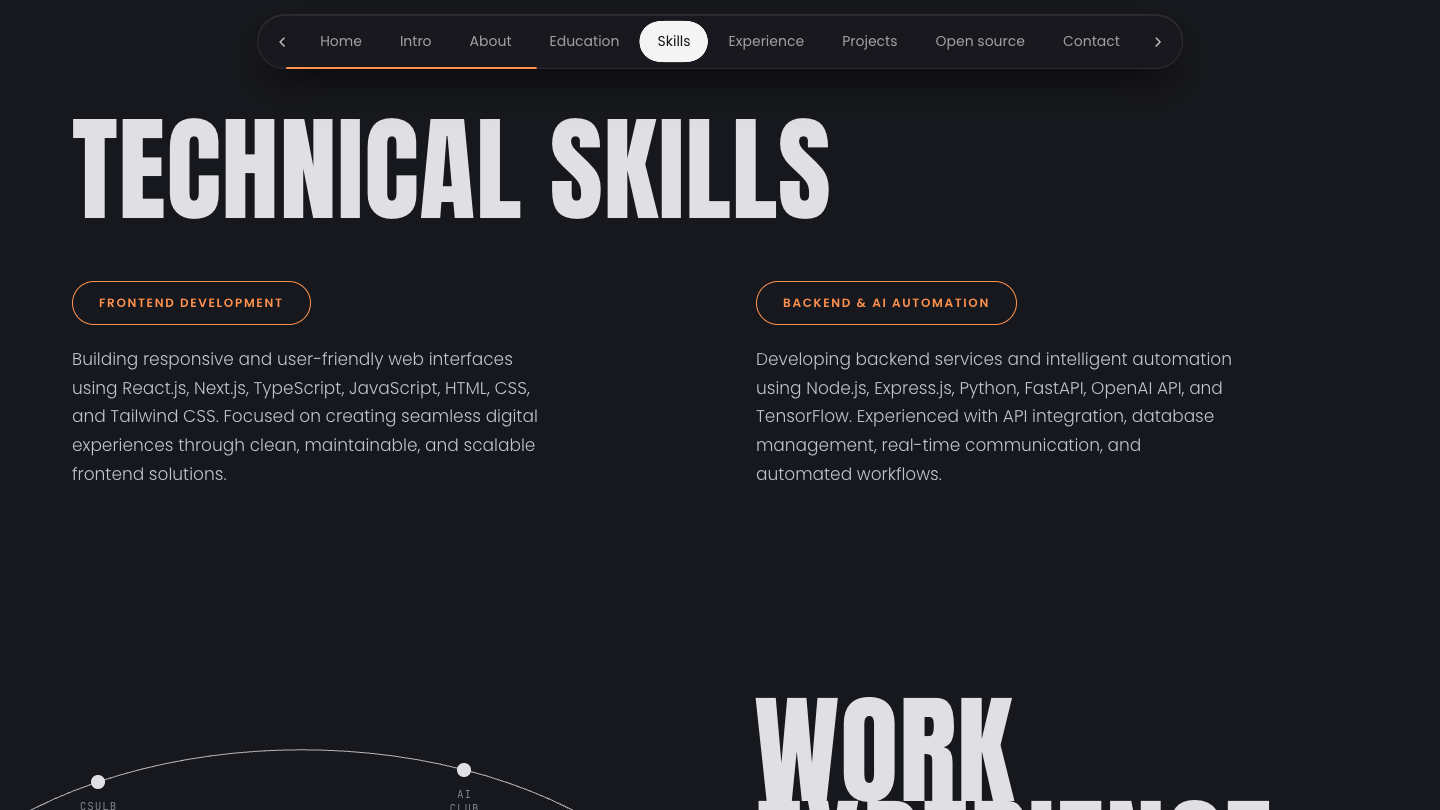 Home Intro About Education Skills Experience Projects Open source Contact
TECHNICAL SKILLS
FRONTEND DEVELOPMENT
Building responsive and user-friendly web interfaces
using React.js, Next.js, TypeScript, JavaScript, HTML, CSS,
and Tailwind CSS. Focused on creating seamless digital
experiences through clean, maintainable, and scalable
frontend solutions.
BACKEND & AI AUTOMATION
Developing backend services and intelligent automation
using Node.js, Express.js, Python, FastAPI, OpenAI API, and
TensorFlow. Experienced with API integration, database
management, real-time communication, and
automated workflows.
CSULB
AI
CLUB
WORK